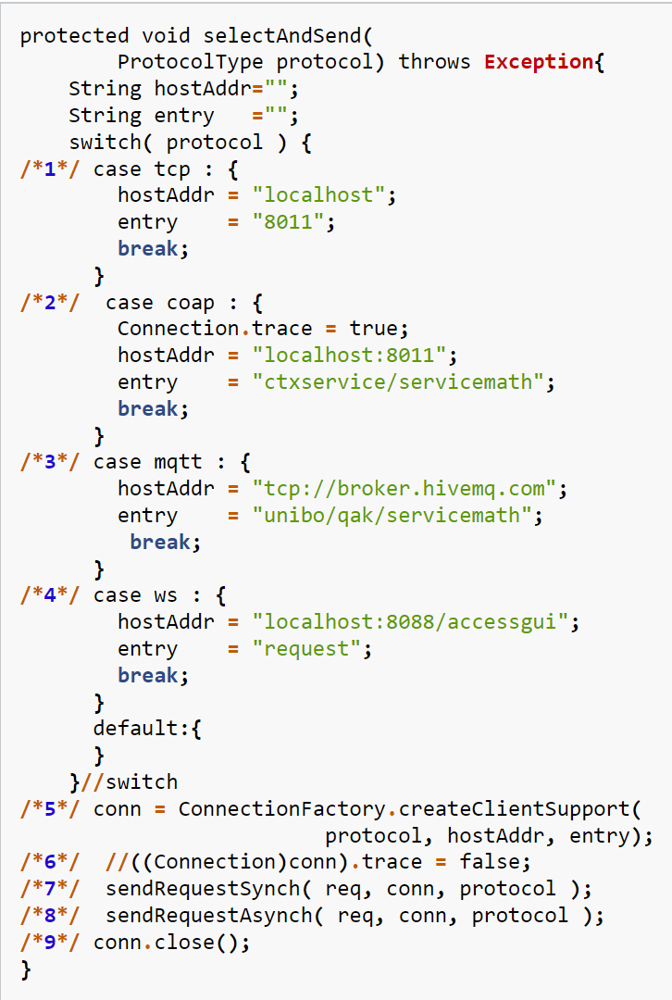 protected void selectAndSend(
        ProtocolType protocol) throws Exception{
    String hostAddr="";
    String entry   ="";
    switch( protocol ) {
/*1*/ case tcp : {
        hostAddr = "localhost";
        entry    = "8011";
        break;
      }
/*2*/  case coap : {
        Connection.trace = true;
        hostAddr = "localhost:8011";
        entry    = "ctxservice/servicemath";
        break;
      }
/*3*/ case mqtt : {
        hostAddr = "tcp://broker.hivemq.com";
        entry    = "unibo/qak/servicemath";
         break;
      }
/*4*/ case ws : {
        hostAddr = "localhost:8088/accessgui";
        entry    = "request";
        break;
      }
      default:{
      }
    }//switch
/*5*/ conn = ConnectionFactory.createClientSupport(
                         protocol, hostAddr, entry);
/*6*/  //((Connection)conn).trace = false;
/*7*/  sendRequestSynch( req, conn, protocol );
/*8*/  sendRequestAsynch( req, conn, protocol );
/*9*/ conn.close();
}